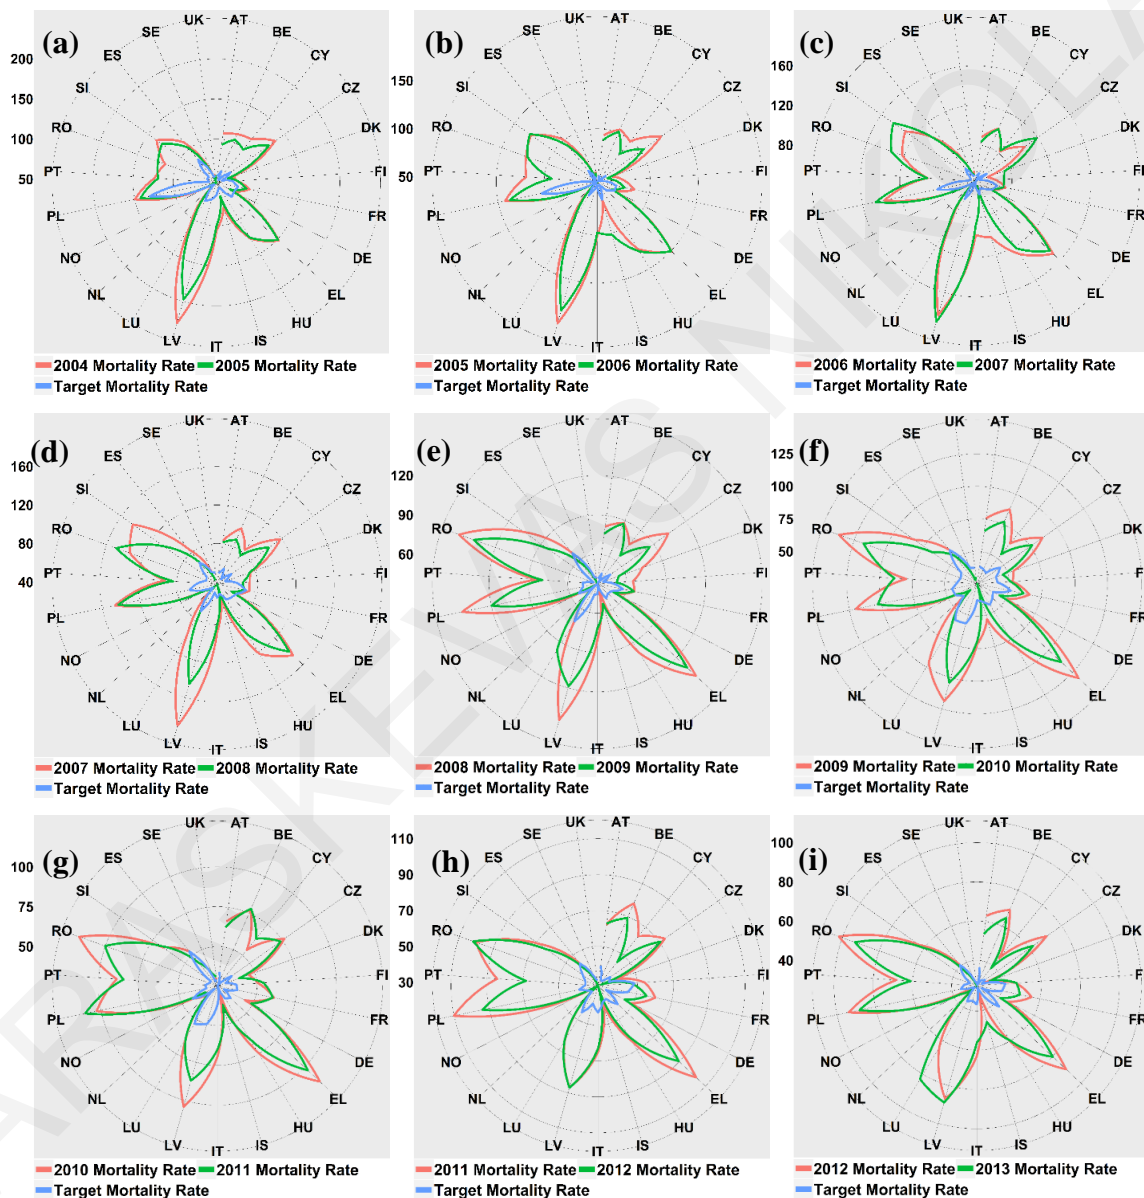 (a)
200
150
100
50
UK
AT
BE
CY
CZ
DK
FI
FR
DE
EL
HU
IS
IT
LV
LU
NL
NO
PL
PT
RO
SI
ES
SE
2004 Mortality Rate 2005 Mortality Rate
Target Mortality Rate
(b)
150
100
50
UK
AT
BE
CY
CZ
DK
FI
FR
DE
EL
HU
IS
IT
LV
LU
NL
NO
PL
PT
RO
SI
ES
SE
2005 Mortality Rate 2006 Mortality Rate
Target Mortality Rate
(c)
160
120
80
UK
AT
BE
CY
CZ
DK
FI
FR
DE
EL
HU
IS
IT
LV
LU
NL
NO
PL
PT
RO
SI
ES
SE
2006 Mortality Rate 2007 Mortality Rate
Target Mortality Rate
(d)
160
120
80
40
UK
AT
BE
CY
CZ
DK
FI
FR
DE
EL
HU
IS
IT
LV
LU
NL
NO
PL
PT
RO
SI
ES
SE
2007 Mortality Rate 2008 Mortality Rate
Target Mortality Rate
(e)
120
90
60
UK
AT
BE
CY
CZ
DK
FI
FR
DE
EL
HU
IS
IT
LV
LU
NL
NO
PL
PT
RO
SI
ES
SE
2008 Mortality Rate 2009 Mortality Rate
Target Mortality Rate
(f)
125
100
75
50
UK
AT
BE
CY
CZ
DK
FI
FR
DE
EL
HU
IS
IT
LV
LU
NL
NO
PL
PT
RO
SI
ES
SE
2009 Mortality Rate 2010 Mortality Rate
Target Mortality Rate
(g)
100
75
50
UK
AT
BE
CY
CZ
DK
FI
FR
DE
EL
HU
IS
IT
LV
LU
NL
NO
PL
PT
RO
SI
ES
SE
2010 Mortality Rate 2011 Mortality Rate
Target Mortality Rate
(h)
110
90
70
50
30
UK
AT
BE
CY
CZ
DK
FI
FR
DE
EL
HU
IS
IT
LV
LU
NL
NO
PL
PT
RO
SI
ES
SE
2011 Mortality Rate 2012 Mortality Rate
Target Mortality Rate
(i)
100
80
60
40
UK
AT
BE
CY
CZ
DK
F
FR
DE
EL
HU
IS
IT
LV
LU
NL
NO
PL
PT
RO
SI
ES
SE
2012 Mortality Rate 2013 Mortality Rate
Target Mortality Rate
ARASKEVAS NIKOLA